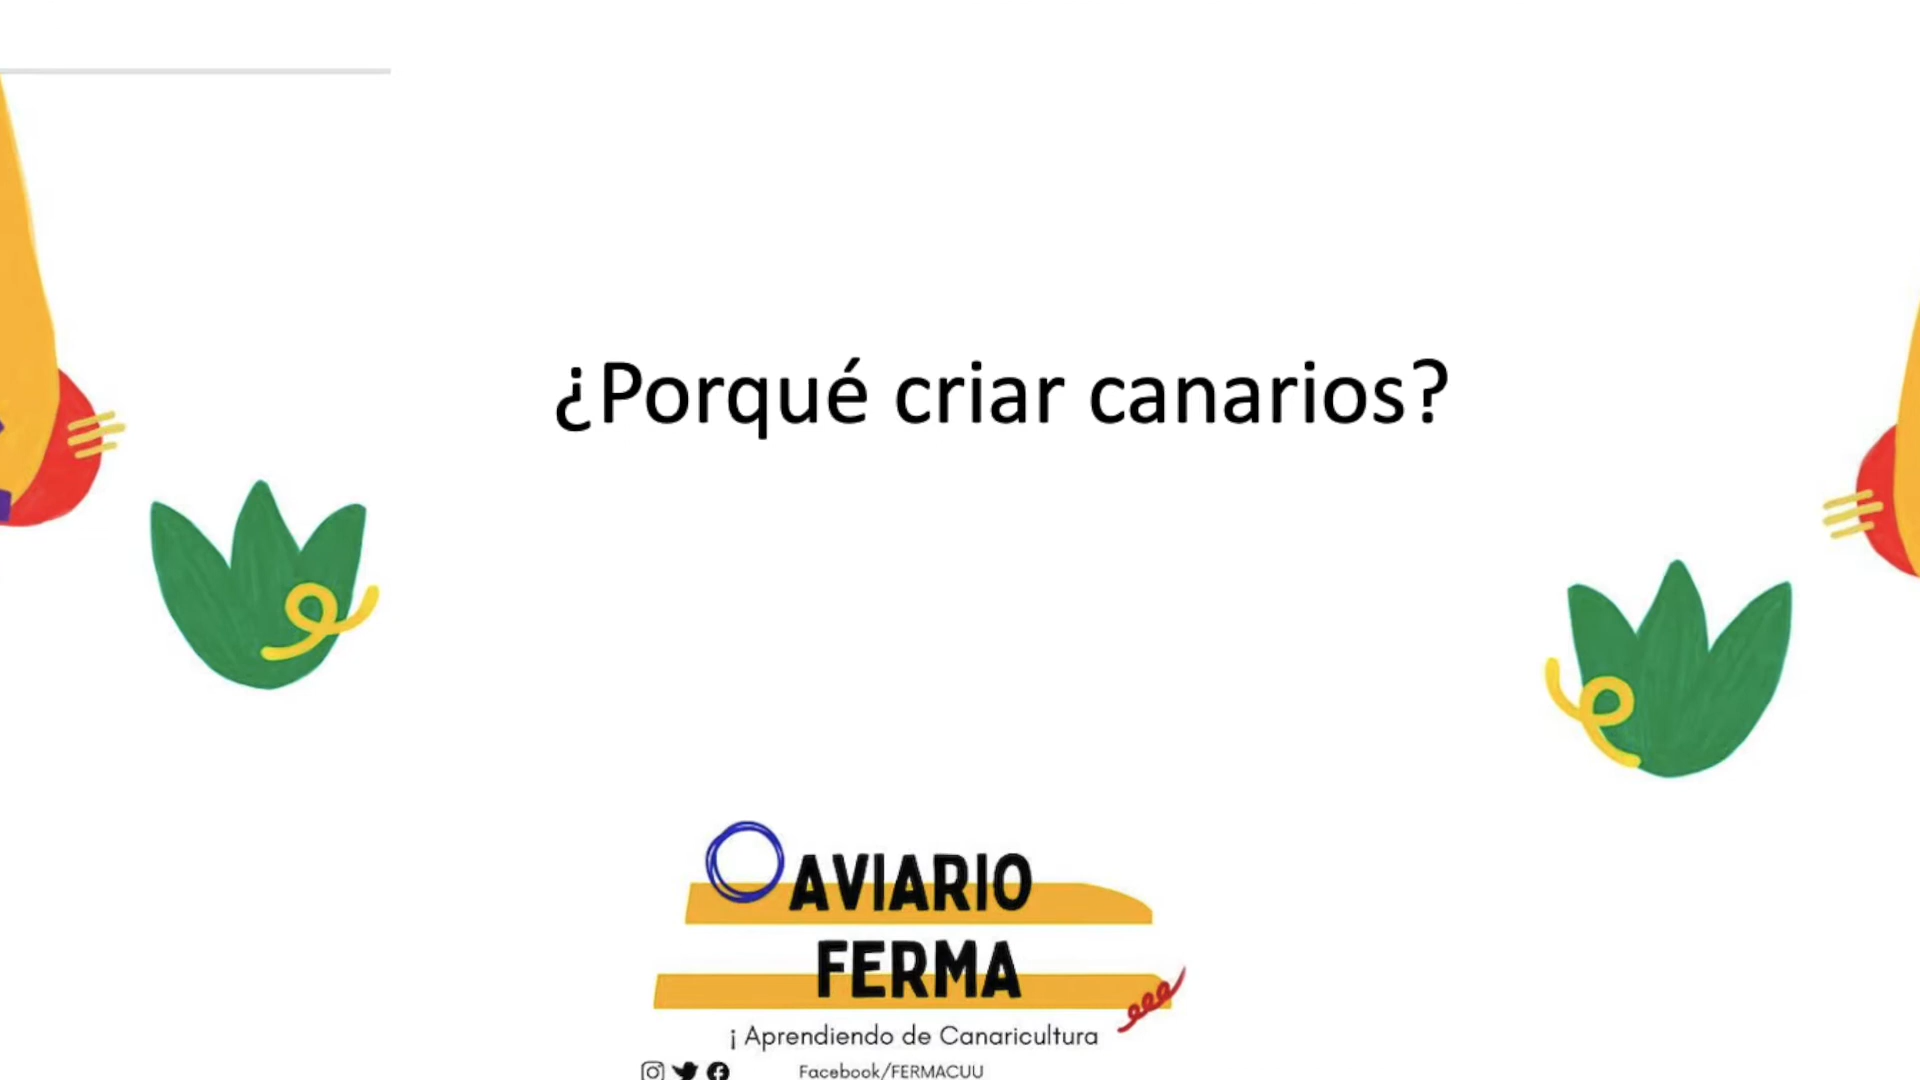 ¿Porqué criar canarios?
AVIARIO
FERMA
¡ Aprendiendo de Canaricultura
Facebook/FERMACUU